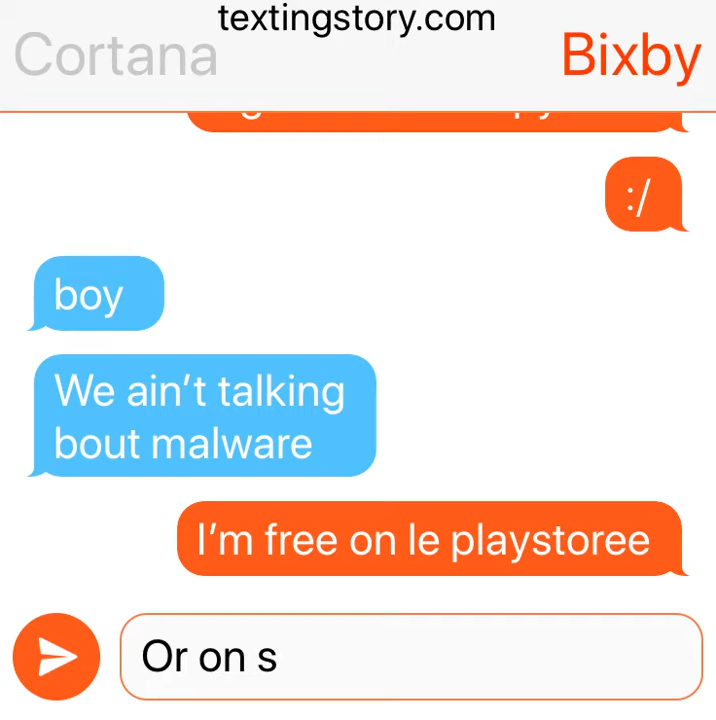 textingstory.com
Cortana
Bixby
:/
boy
We ain't talking
bout malware
I'm free on le playstoree
Or on s